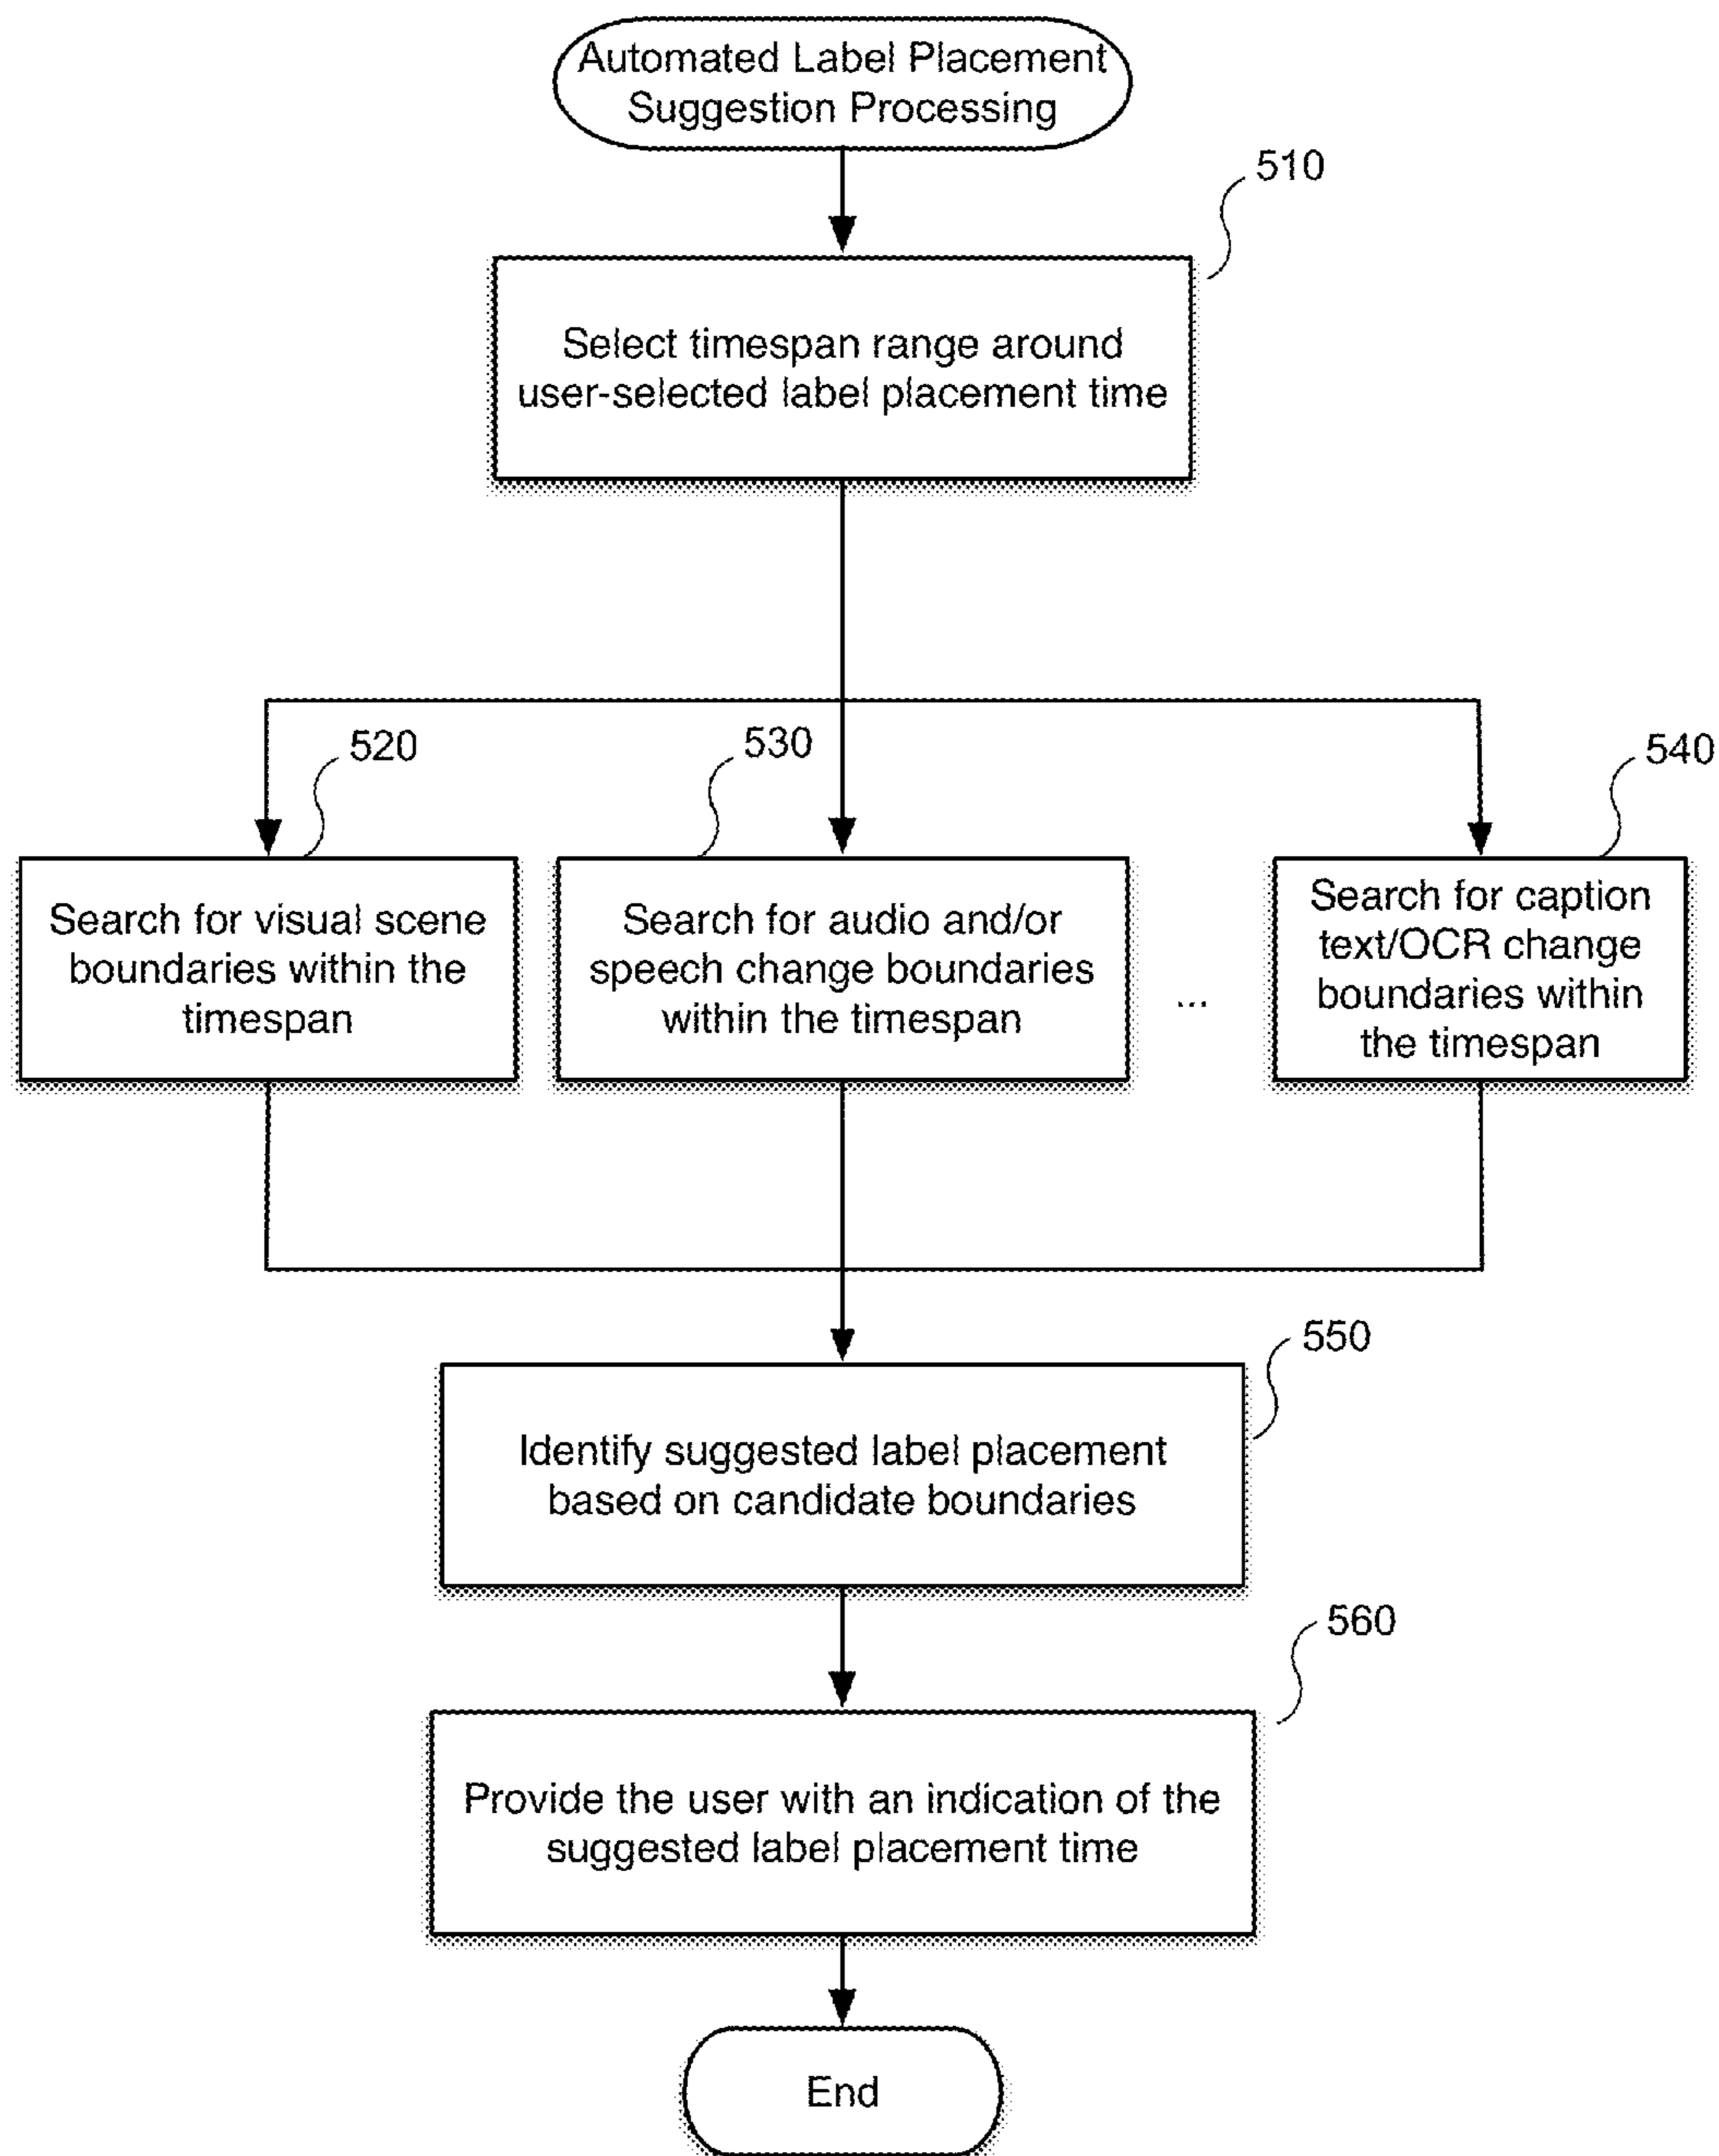 Automated Label Placement
Suggestion Processing
510
Select timespan range around
user-selected label placement time
520
530
540
Search for visual scene
boundaries within the
timespan
Search for audio and/or
speech change boundaries
within the timespan
...
Search for caption
text/OCR change
boundaries within
the timespan
550
Identify suggested label placement
based on candidate boundaries
560
Provide the user with an indication of the
suggested label placement time
End